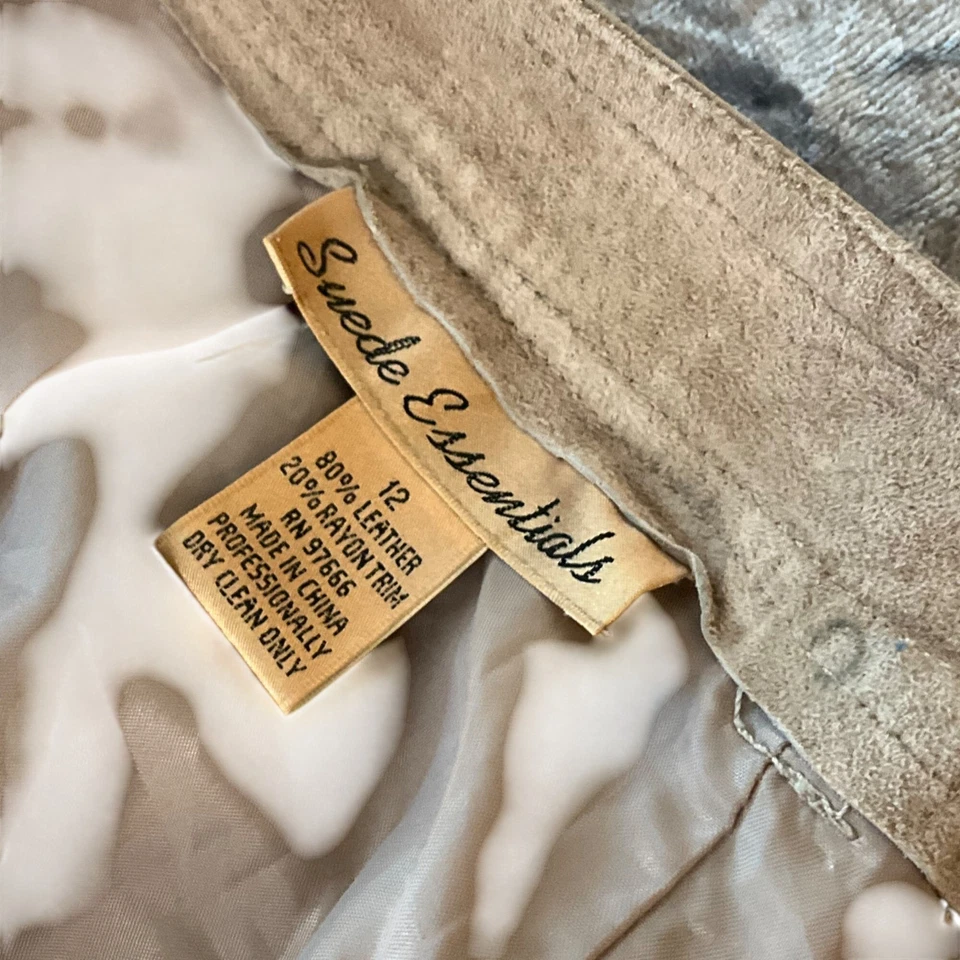 Suede Essentials
12
80% LEATHER
20% RAYON TRIM
RN 97666
MADE IN CHINA
PROFESSIONALLY
DRY CLEAN ONLY